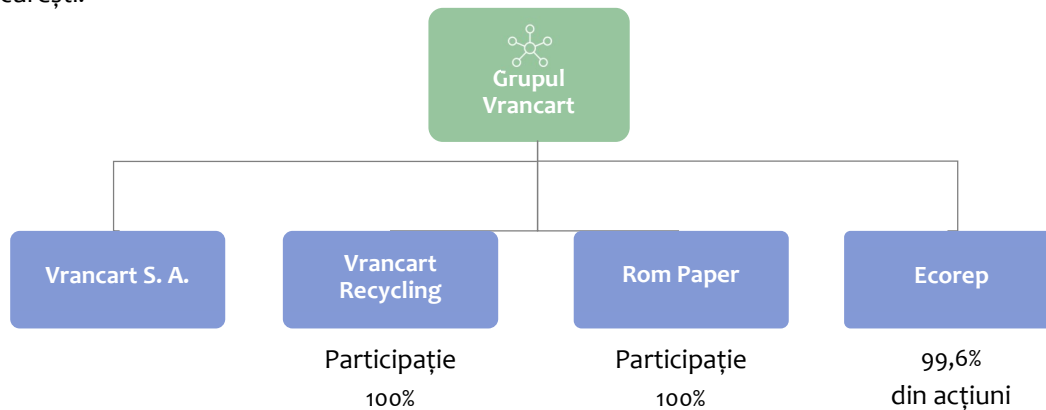 Grupul
Vrancart
Vrancart S. A.
Vrancart
Recycling
Rom Paper
Ecorep
Participație
100%
Participație
100%
99,6%
din acțiuni